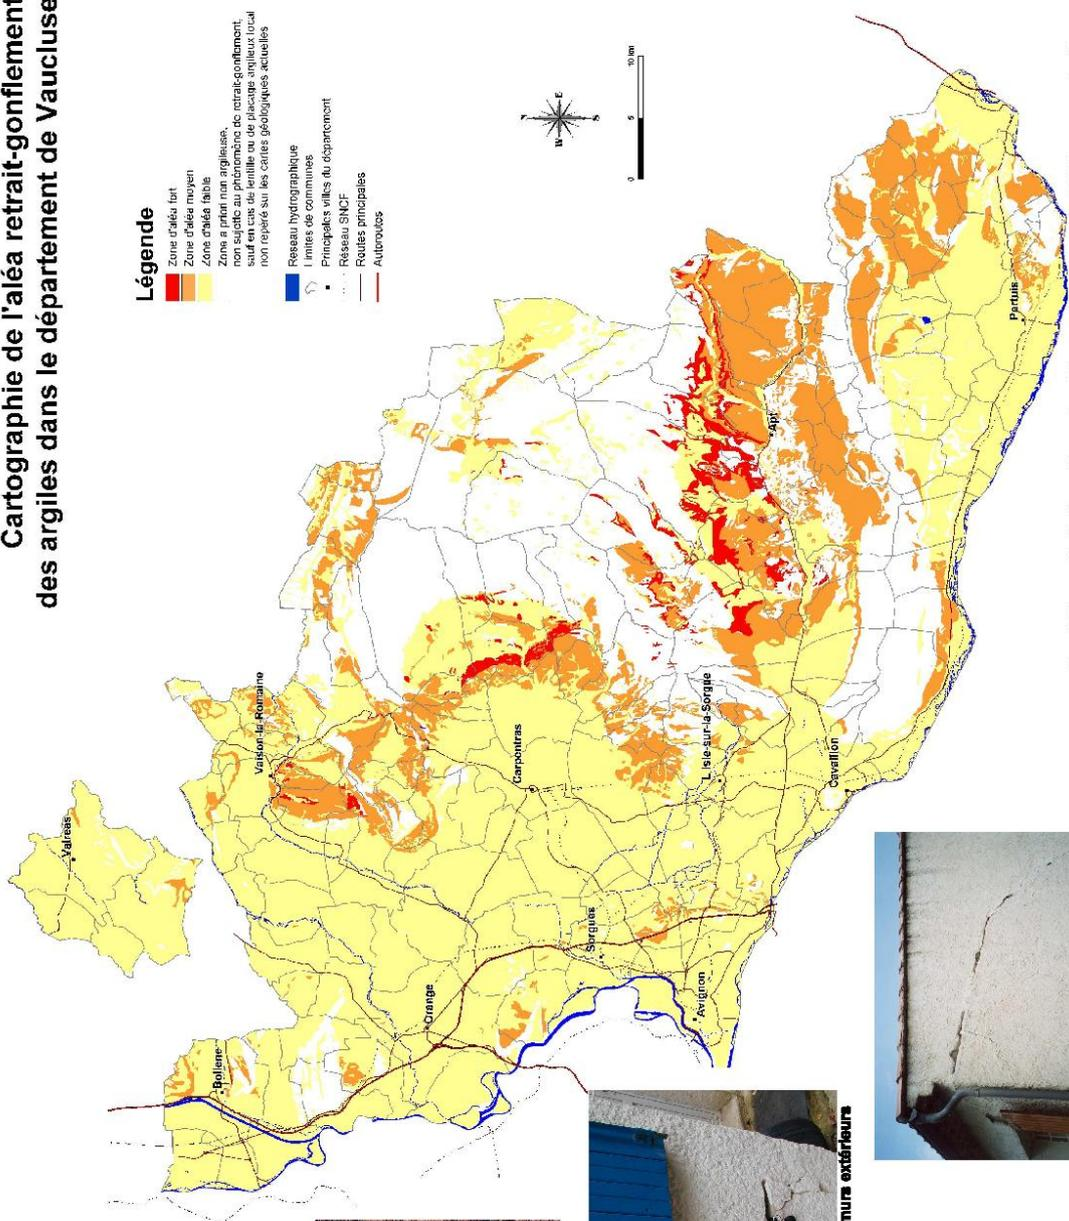 Cartographie de l'aléa retrait-gonflement
des argiles dans le département de Vaucluse
Légende
Zone d'aléa fort
Zone d'aléa moyen
Zone d'aléa faible
Zone a priori non argileuse,
non sujette au phénomène de retrait-gonflement,
sauf en cas de lentille ou de placage argileux local
non repéré sur les cartes géologiques actuelles
Réseau hydrographique
Limites de communes
Principales villes du département
Réseau SNCF
Routes principales
Autoroutes
N
W
E
S
0
5
10 km
Valréas
Bollène
Vaison-la-Romaine
Orange
Carpentras
Sorgues
Avignon
L'Isle-sur-la-Sorgue
Cavaillon
Apt
Pertuis
murs extérieurs